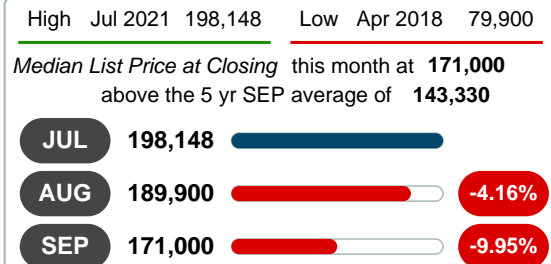 High Jul 2021 198,148 Low Apr 2018 79,900
Median List Price at Closing this month at 171,000
above the 5 yr SEP average of 143,330
JUL 198,148
AUG 189,900 -4.16%
SEP 171,000 -9.95%